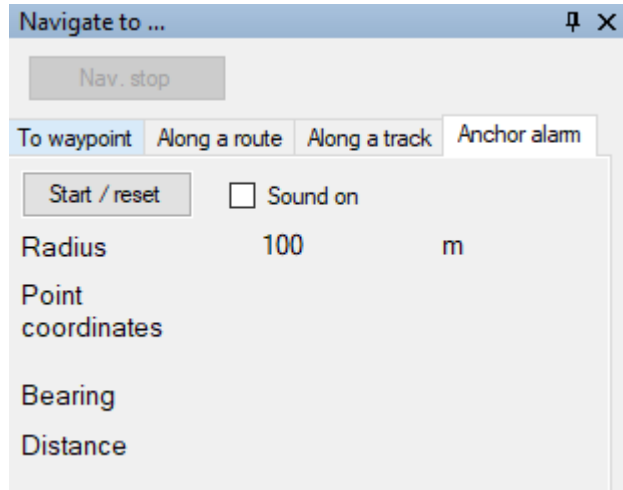 Navigate to ...
Nav. stop
To waypoint Along a route Along a track Anchor alarm
Start / reset Sound on
Radius 100 m
Point
coordinates
Bearing
Distance